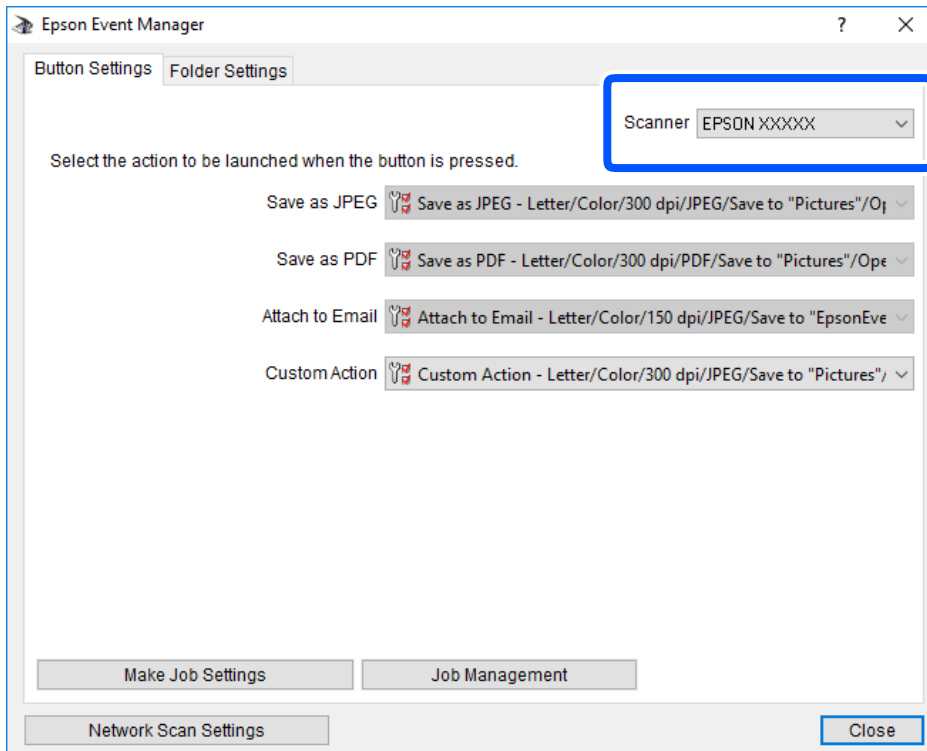 Epson Event Manager
Button Settings Folder Settings
Scanner EPSON XXXXX
Select the action to be launched when the button is pressed.
Save as JPEG Save as JPEG - Letter/Color/300 dpi/JPEG/Save to "Pictures"/Op
Save as PDF Save as PDF - Letter/Color/300 dpi/PDF/Save to "Pictures"/Ope
Attach to Email Attach to Email - Letter/Color/150 dpi/JPEG/Save to "EpsonEve
Custom Action Custom Action - Letter/Color/300 dpi/JPEG/Save to "Pictures"/
Make Job Settings Job Management
Network Scan Settings Close